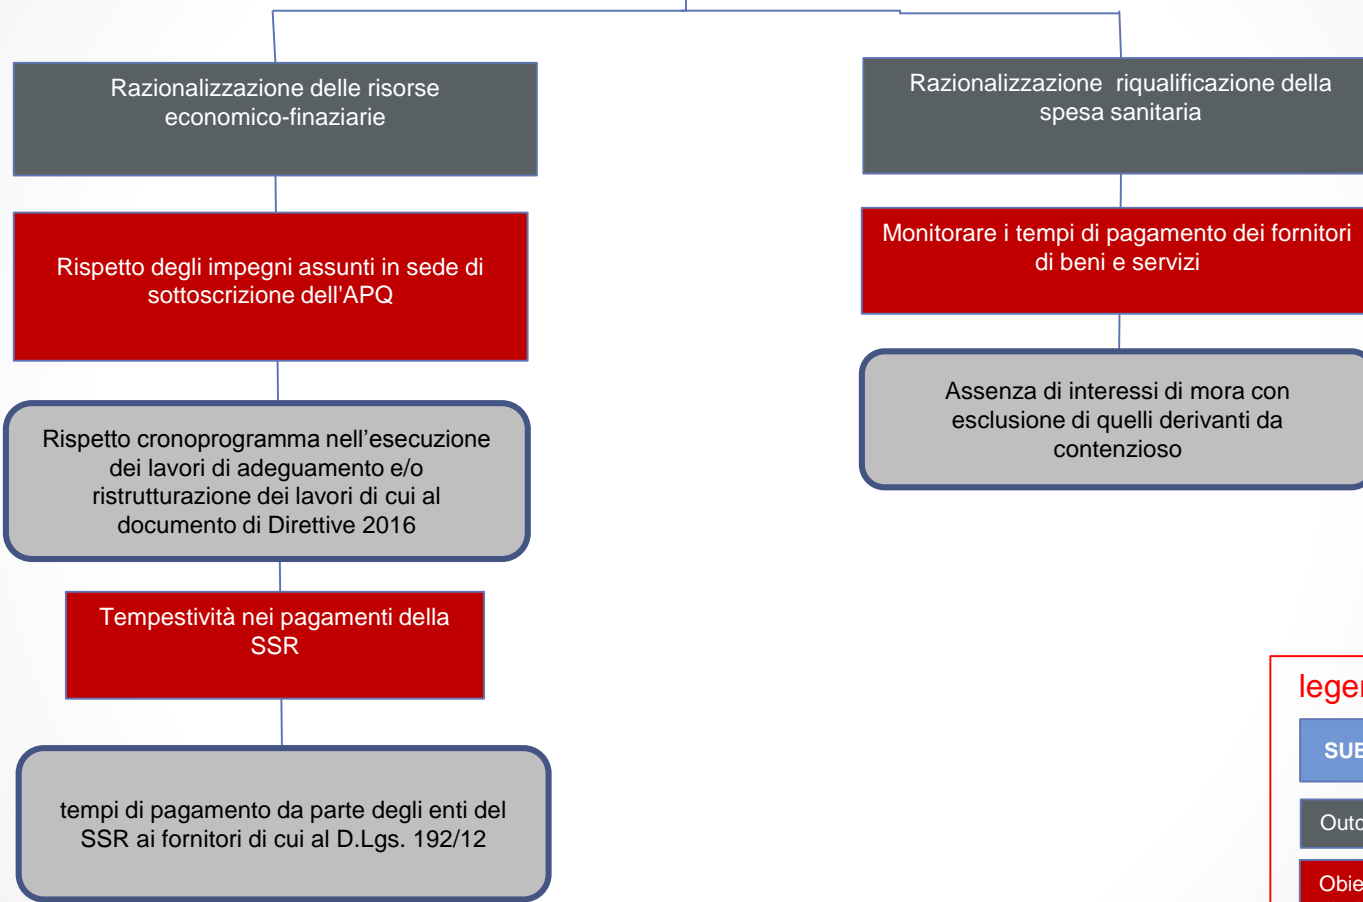 Razionalizzazione delle risorse
economico-finaziarie
Rispetto degli impegni assunti in sede di
sottoscrizione dell'APQ
Rispetto cronoprogramma nell’esecuzione
dei lavori di adeguamento e/o
ristrutturazione dei lavori di cui al
documento di Direttive 2016
Tempestività nei pagamenti della
SSR
tempi di pagamento da parte degli enti del
SSR ai fornitori di cui al D.Lgs. 192/12
Razionalizzazione riqualificazione della
spesa sanitaria
Monitorare i tempi di pagamento dei fornitori
di beni e servizi
Assenza di interessi di mora con
esclusione di quelli derivanti da
contenzioso